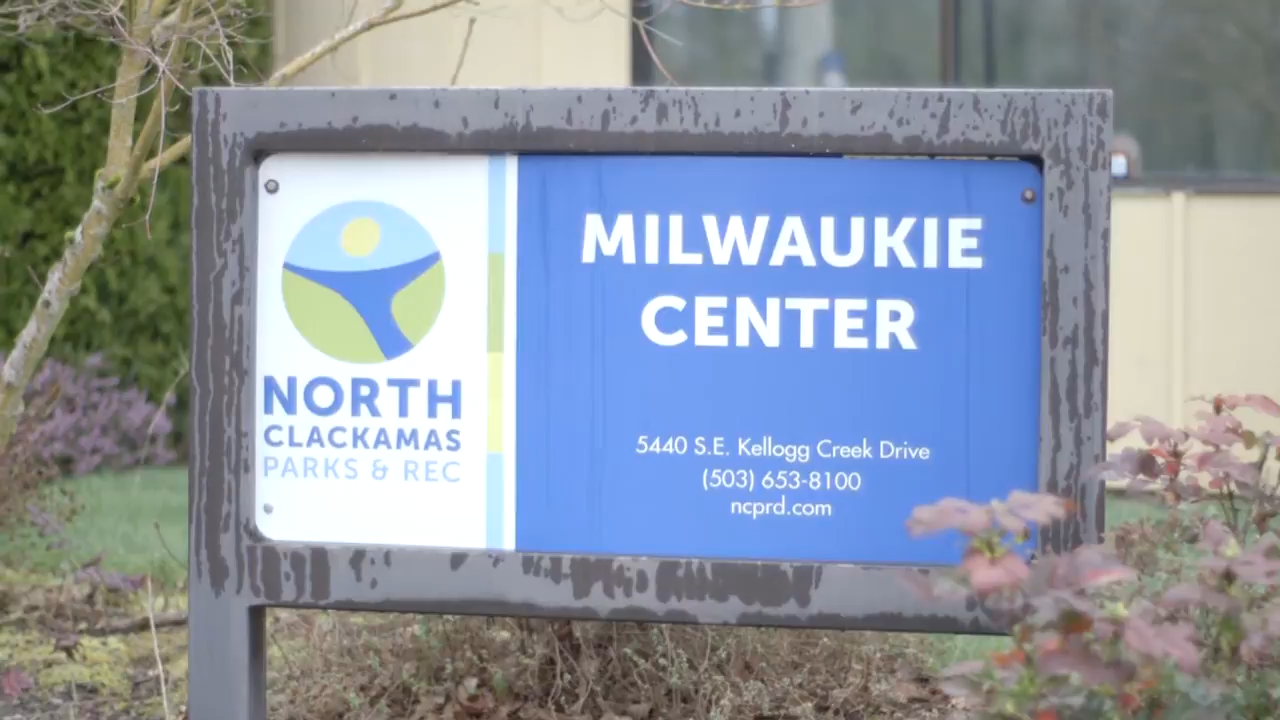 NORTH
CLACKAMAS
PARKS & REC
MILWAUKIE
CENTER
5440 S.E. Kellogg Creek Drive
(503) 653-8100
ncprd.com